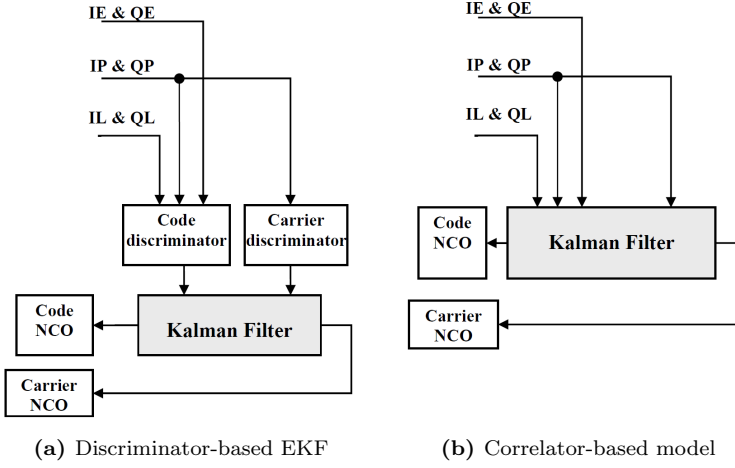 IE & QE
IP & QP
IL & QL
Code
discriminator
Carrier
discriminator
Code
NCO
Kalman Filter
Carrier
NCO
(a) Discriminator-based EKF
IE & QE
IP & QP
IL & QL
Code
NCO
Kalman Filter
Carrier
NCO
(b) Correlator-based model